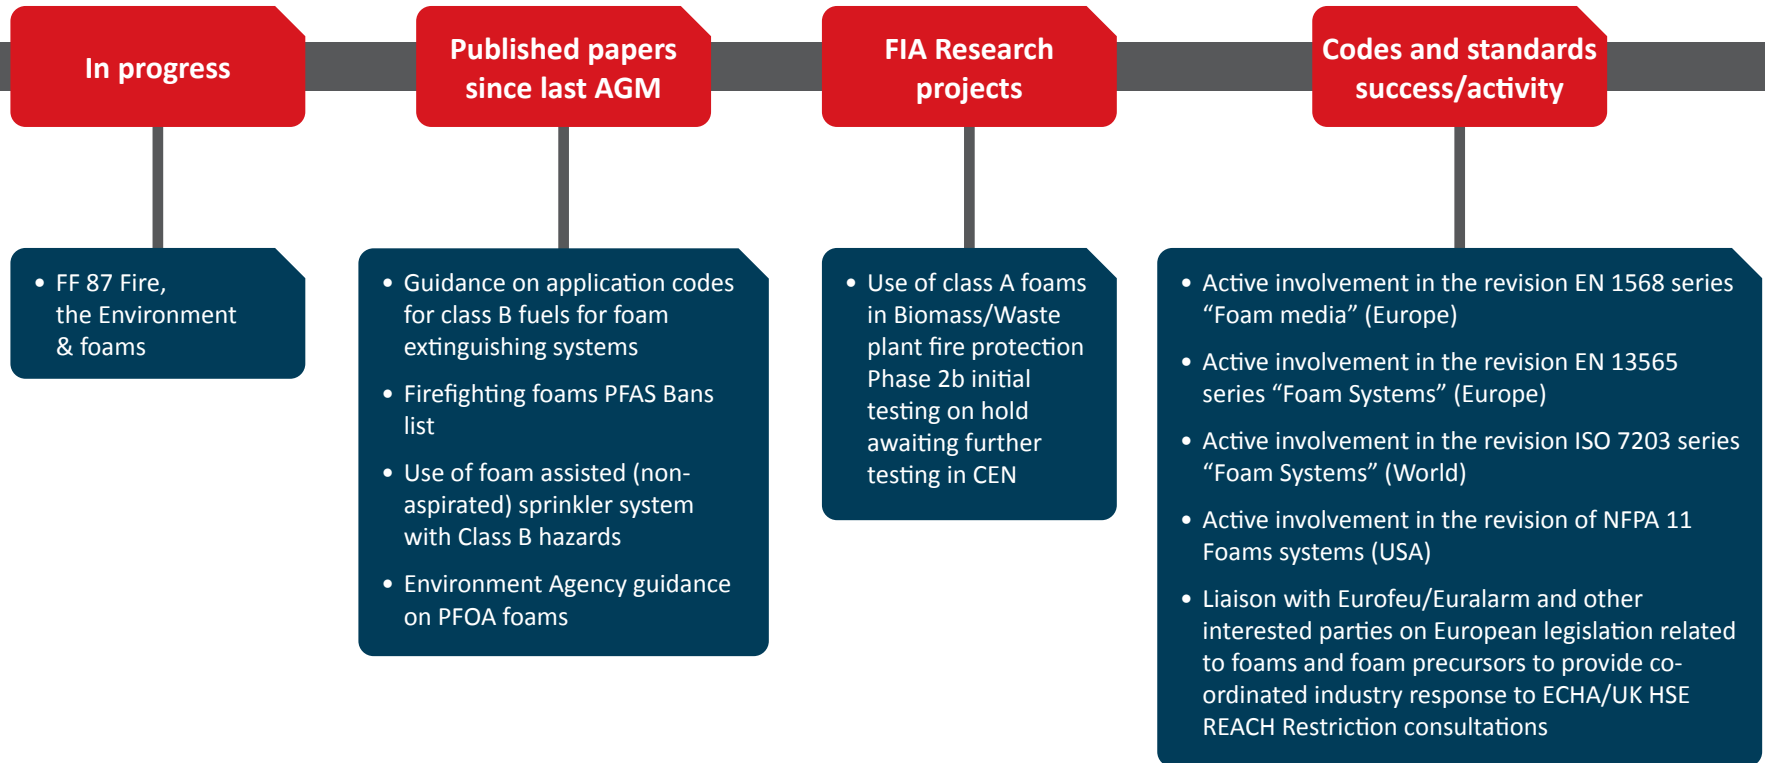 In progress
• FF 87 Fire,
the Environment
& foams
Published papers
since last AGM
• Guidance on application codes
for class B fuels for foam
extinguishing systems
• Firefighting foams PFAS Bans
list
• Use of foam assisted (non-
aspirated) sprinkler system
with Class B hazards
• Environment Agency guidance
on PFOA foams
FIA Research
projects
• Use of class A foams
in Biomass/Waste
plant fire protection
Phase 2b initial
testing on hold
awaiting further
testing in CEN
Codes and standards
success/activity
• Active involvement in the revision EN 1568 series
“Foam media” (Europe)
• Active involvement in the revision EN 13565
series “Foam Systems” (Europe)
• Active involvement in the revision ISO 7203 series
“Foam Systems” (World)
• Active involvement in the revision of NFPA 11
Foams systems (USA)
• Liaison with Eurofeu/Euralarm and other
interested parties on European legislation related
to foams and foam precursors to provide co-
ordinated industry response to ECHA/UK HSE
REACH Restriction consultations